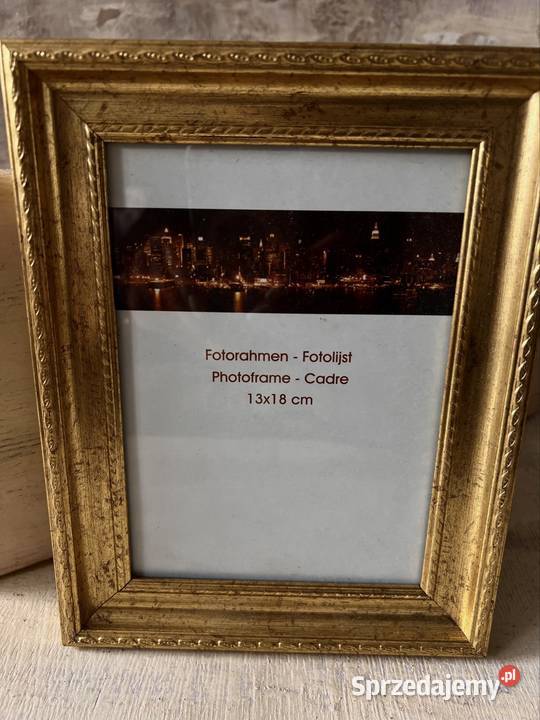 Fotorahmen - Fotolijst
Photoframe - Cadre
13x18 cm
Sprzedajemy.pl